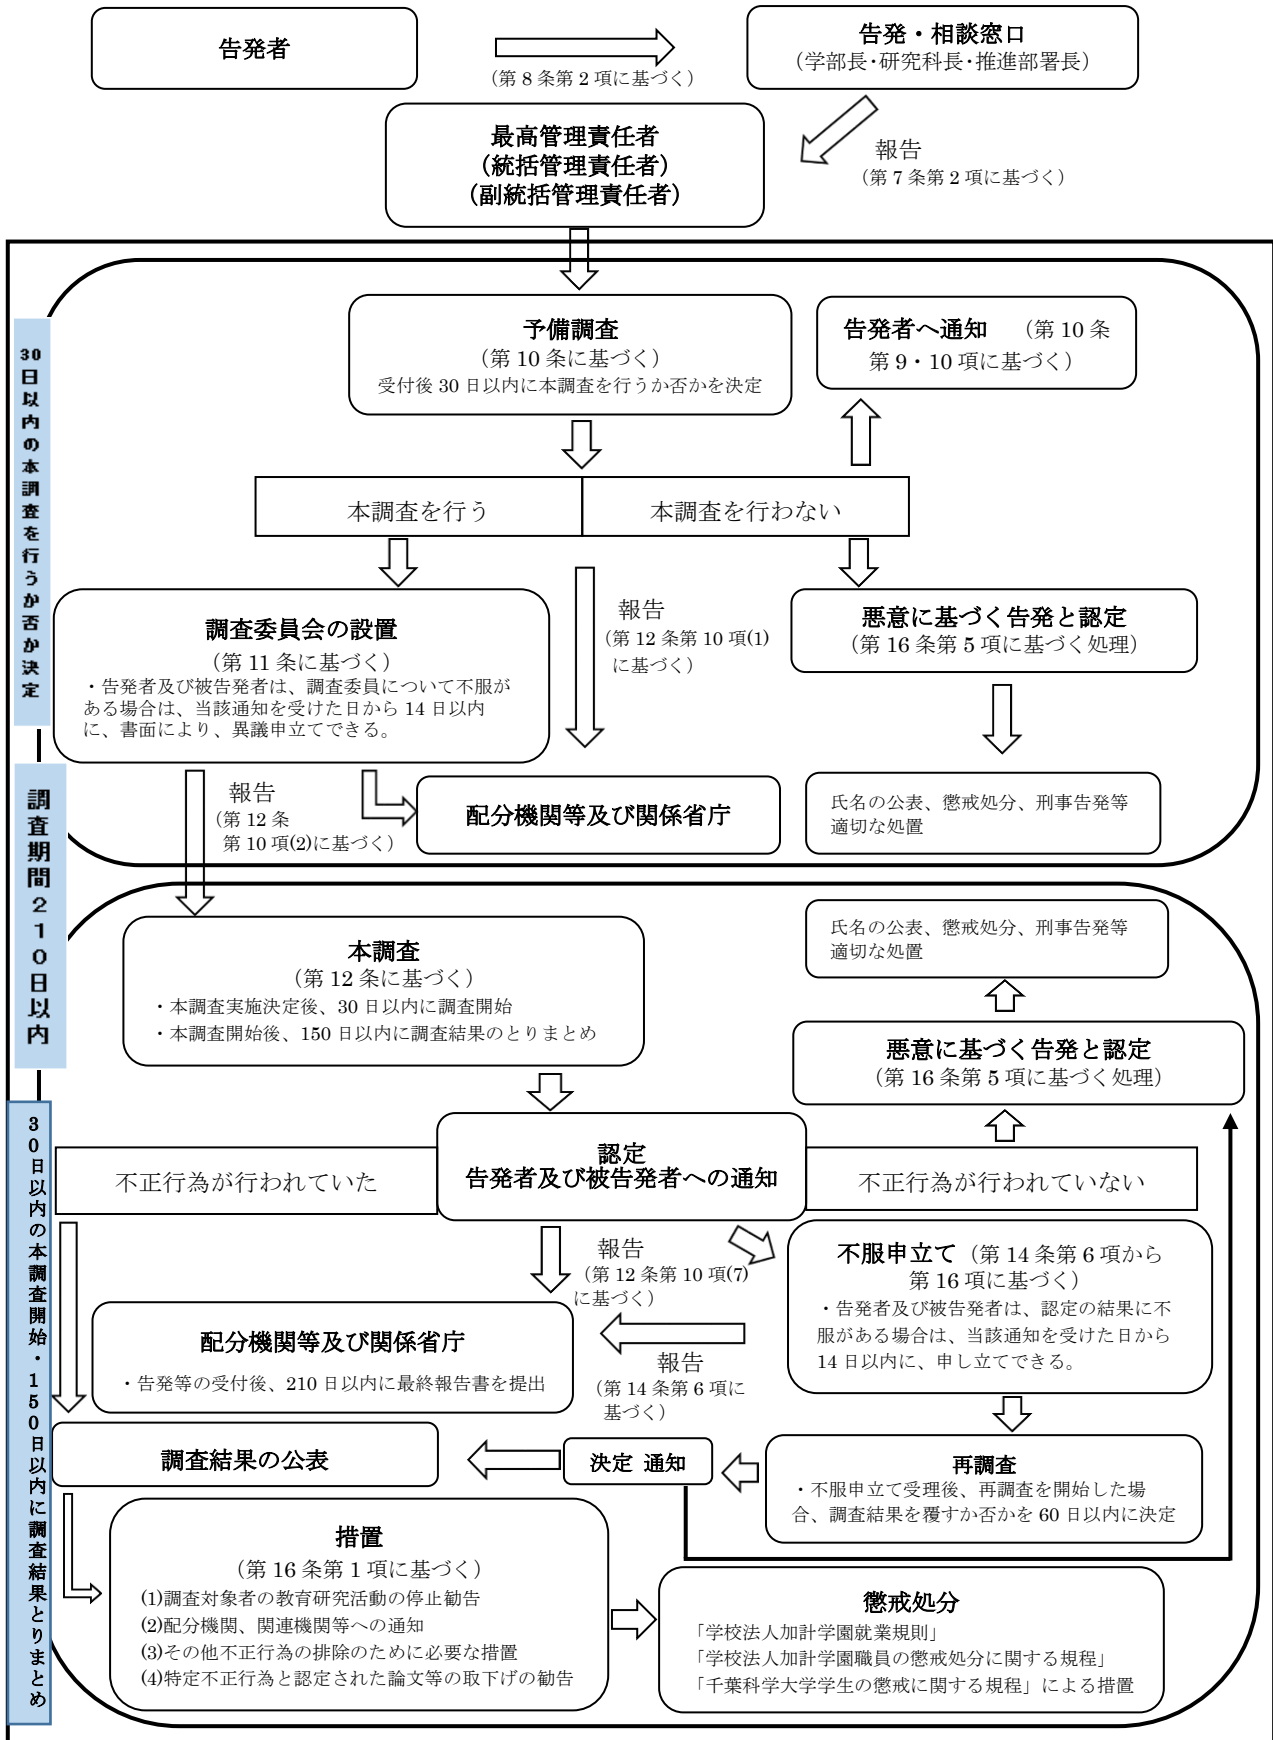 告発者
(第 8 条第 2 項に基づく)
告発・相談窓口
(学部長・研究科長・推進部署長)
最高管理責任者
(統括管理責任者)
(副統括管理責任者)
報告
(第 7 条第 2 項に基づく)
30日以内の本調査を行うか否か決定
予備調査
(第 10 条に基づく)
受付後 30 日以内に本調査を行うか否かを決定
告発者へ通知 (第 10 条
第 9・10 項に基づく)
本調査を行う
本調査を行わない
調査委員会の設置
(第 11 条に基づく)
・告発者及び被告発者は、調査委員について不服が
ある場合は、当該通知を受けた日から 14 日以内
に、書面により、異議申立てできる。
報告
(第 12 条第 10 項(1)
に基づく)
悪意に基づく告発と認定
(第 16 条第 5 項に基づく処理)
調査期間210日以内
報告
(第 12 条
第 10 項(2)に基づく)
配分機関等及び関係省庁
氏名の公表、懲戒処分、刑事告発等
適切な処置
本調査
(第 12 条に基づく)
・本調査実施決定後、30 日以内に調査開始
・本調査開始後、150 日以内に調査結果のとりまとめ
氏名の公表、懲戒処分、刑事告発等
適切な処置
悪意に基づく告発と認定
(第 16 条第 5 項に基づく処理)
30日以内の本調査開始・150日以内に調査結果とりまとめ
不正行為が行われていた
認定
告発者及び被告発者への通知
不正行為が行われていない
報告
(第 12 条第 10 項(7)
に基づく)
不服申立て (第 14 条第 6 項から
第 16 項に基づく)
・告発者及び被告発者は、認定の結果に不
服がある場合は、当該通知を受けた日から
14 日以内に、申し立てできる。
配分機関等及び関係省庁
・告発等の受付後、210 日以内に最終報告書を提出
報告
(第 14 条第 6 項に
基づく)
調査結果の公表
決定 通知
再調査
・不服申立て受理後、再調査を開始した場
合、調査結果を覆すか否かを 60 日以内に決定
措置
(第 16 条第 1 項に基づく)
(1)調査対象者の教育研究活動の停止勧告
(2)配分機関、関連機関等への通知
(3)その他不正行為の排除のために必要な措置
(4)特定不正行為と認定された論文等の取下げの勧告
懲戒処分
「学校法人加計学園就業規則」
「学校法人加計学園職員の懲戒処分に関する規程」
「千葉科学大学学生の懲戒に関する規程」による措置